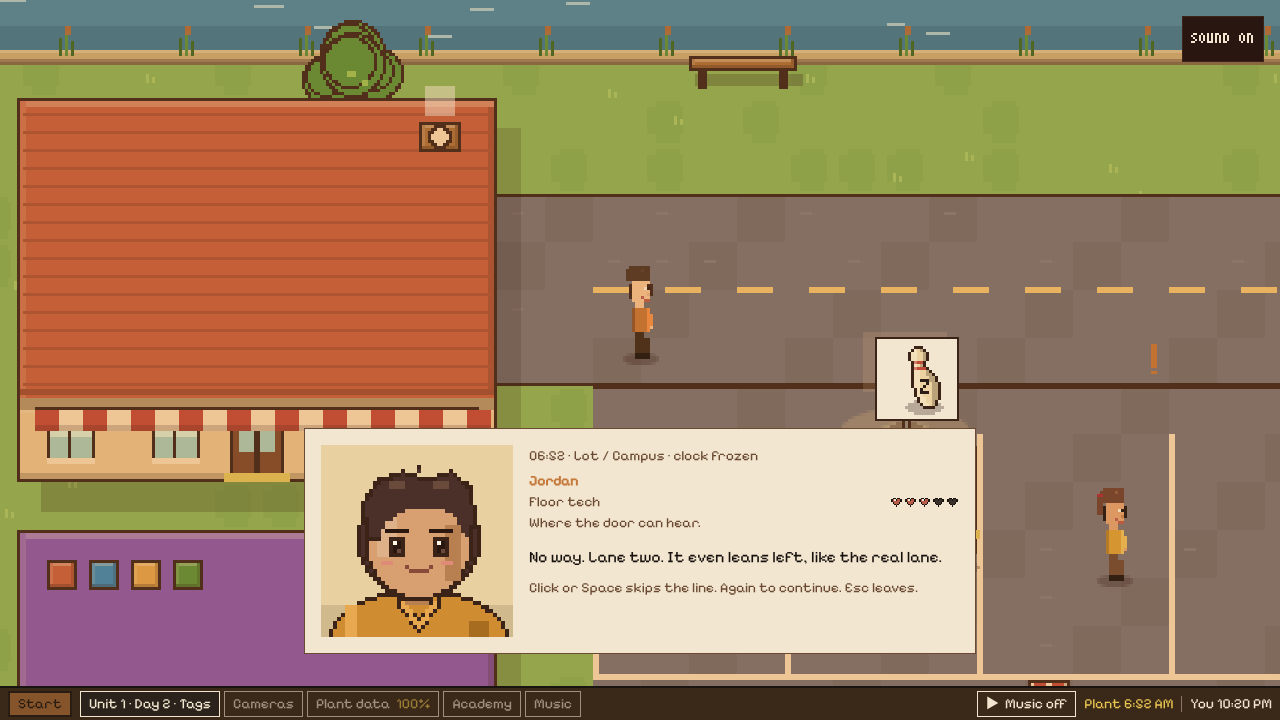 SOUND ON
2
06:52 · Lot / Campus · clock frozen
Jordan
Floor tech
Where the door can hear.
No way. Lane two. It even leans left, like the real lane.
Click or Space skips the line. Again to continue. Esc leaves.
Start
Unit 1 · Day 2 · Tags
Cameras
Plant data 100%
Academy
Music
Music off
Plant 6:52 AM
You 10:20 PM